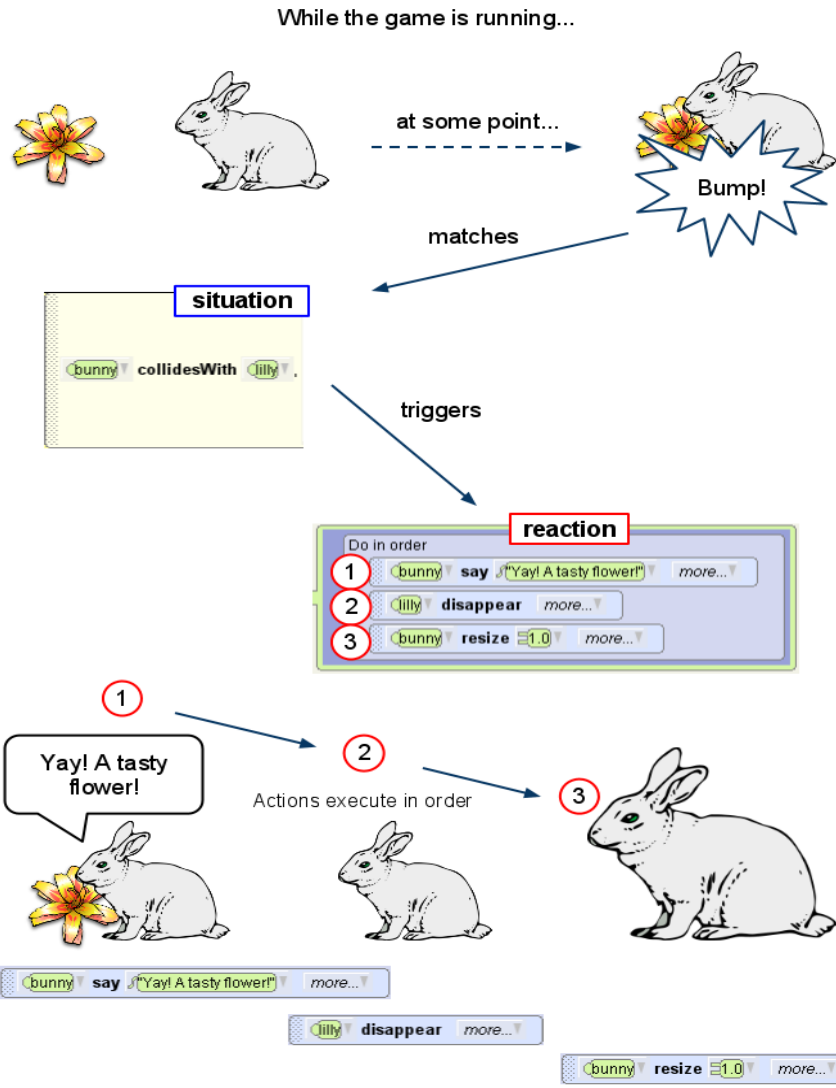 While the game is running...
at some point...
Bump!
matches
situation
bunny collidesWith lilly .
triggers
reaction
Do in order
1 bunny say "Yay! A tasty flower!" more...
2 lilly disappear more...
3 bunny resize 1.0 more...
1
2
3
Yay! A tasty
flower!
Actions execute in order
bunny say "Yay! A tasty flower!" more...
lilly disappear more...
bunny resize 1.0 more...